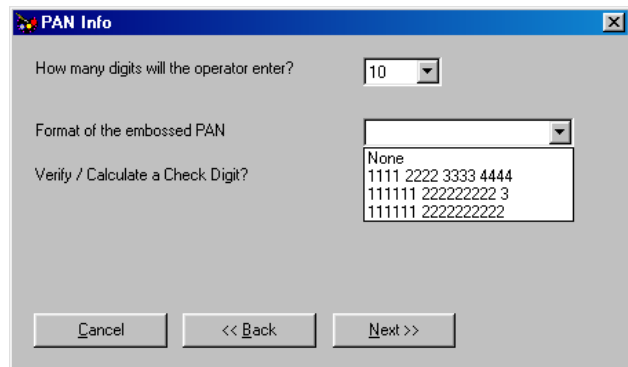 PAN Info
How many digits will the operator enter?
10
Format of the embossed PAN
None
1111 2222 3333 4444
111111 222222222 3
111111 2222222222
Verify / Calculate a Check Digit?
Cancel
<< Back
Next >>